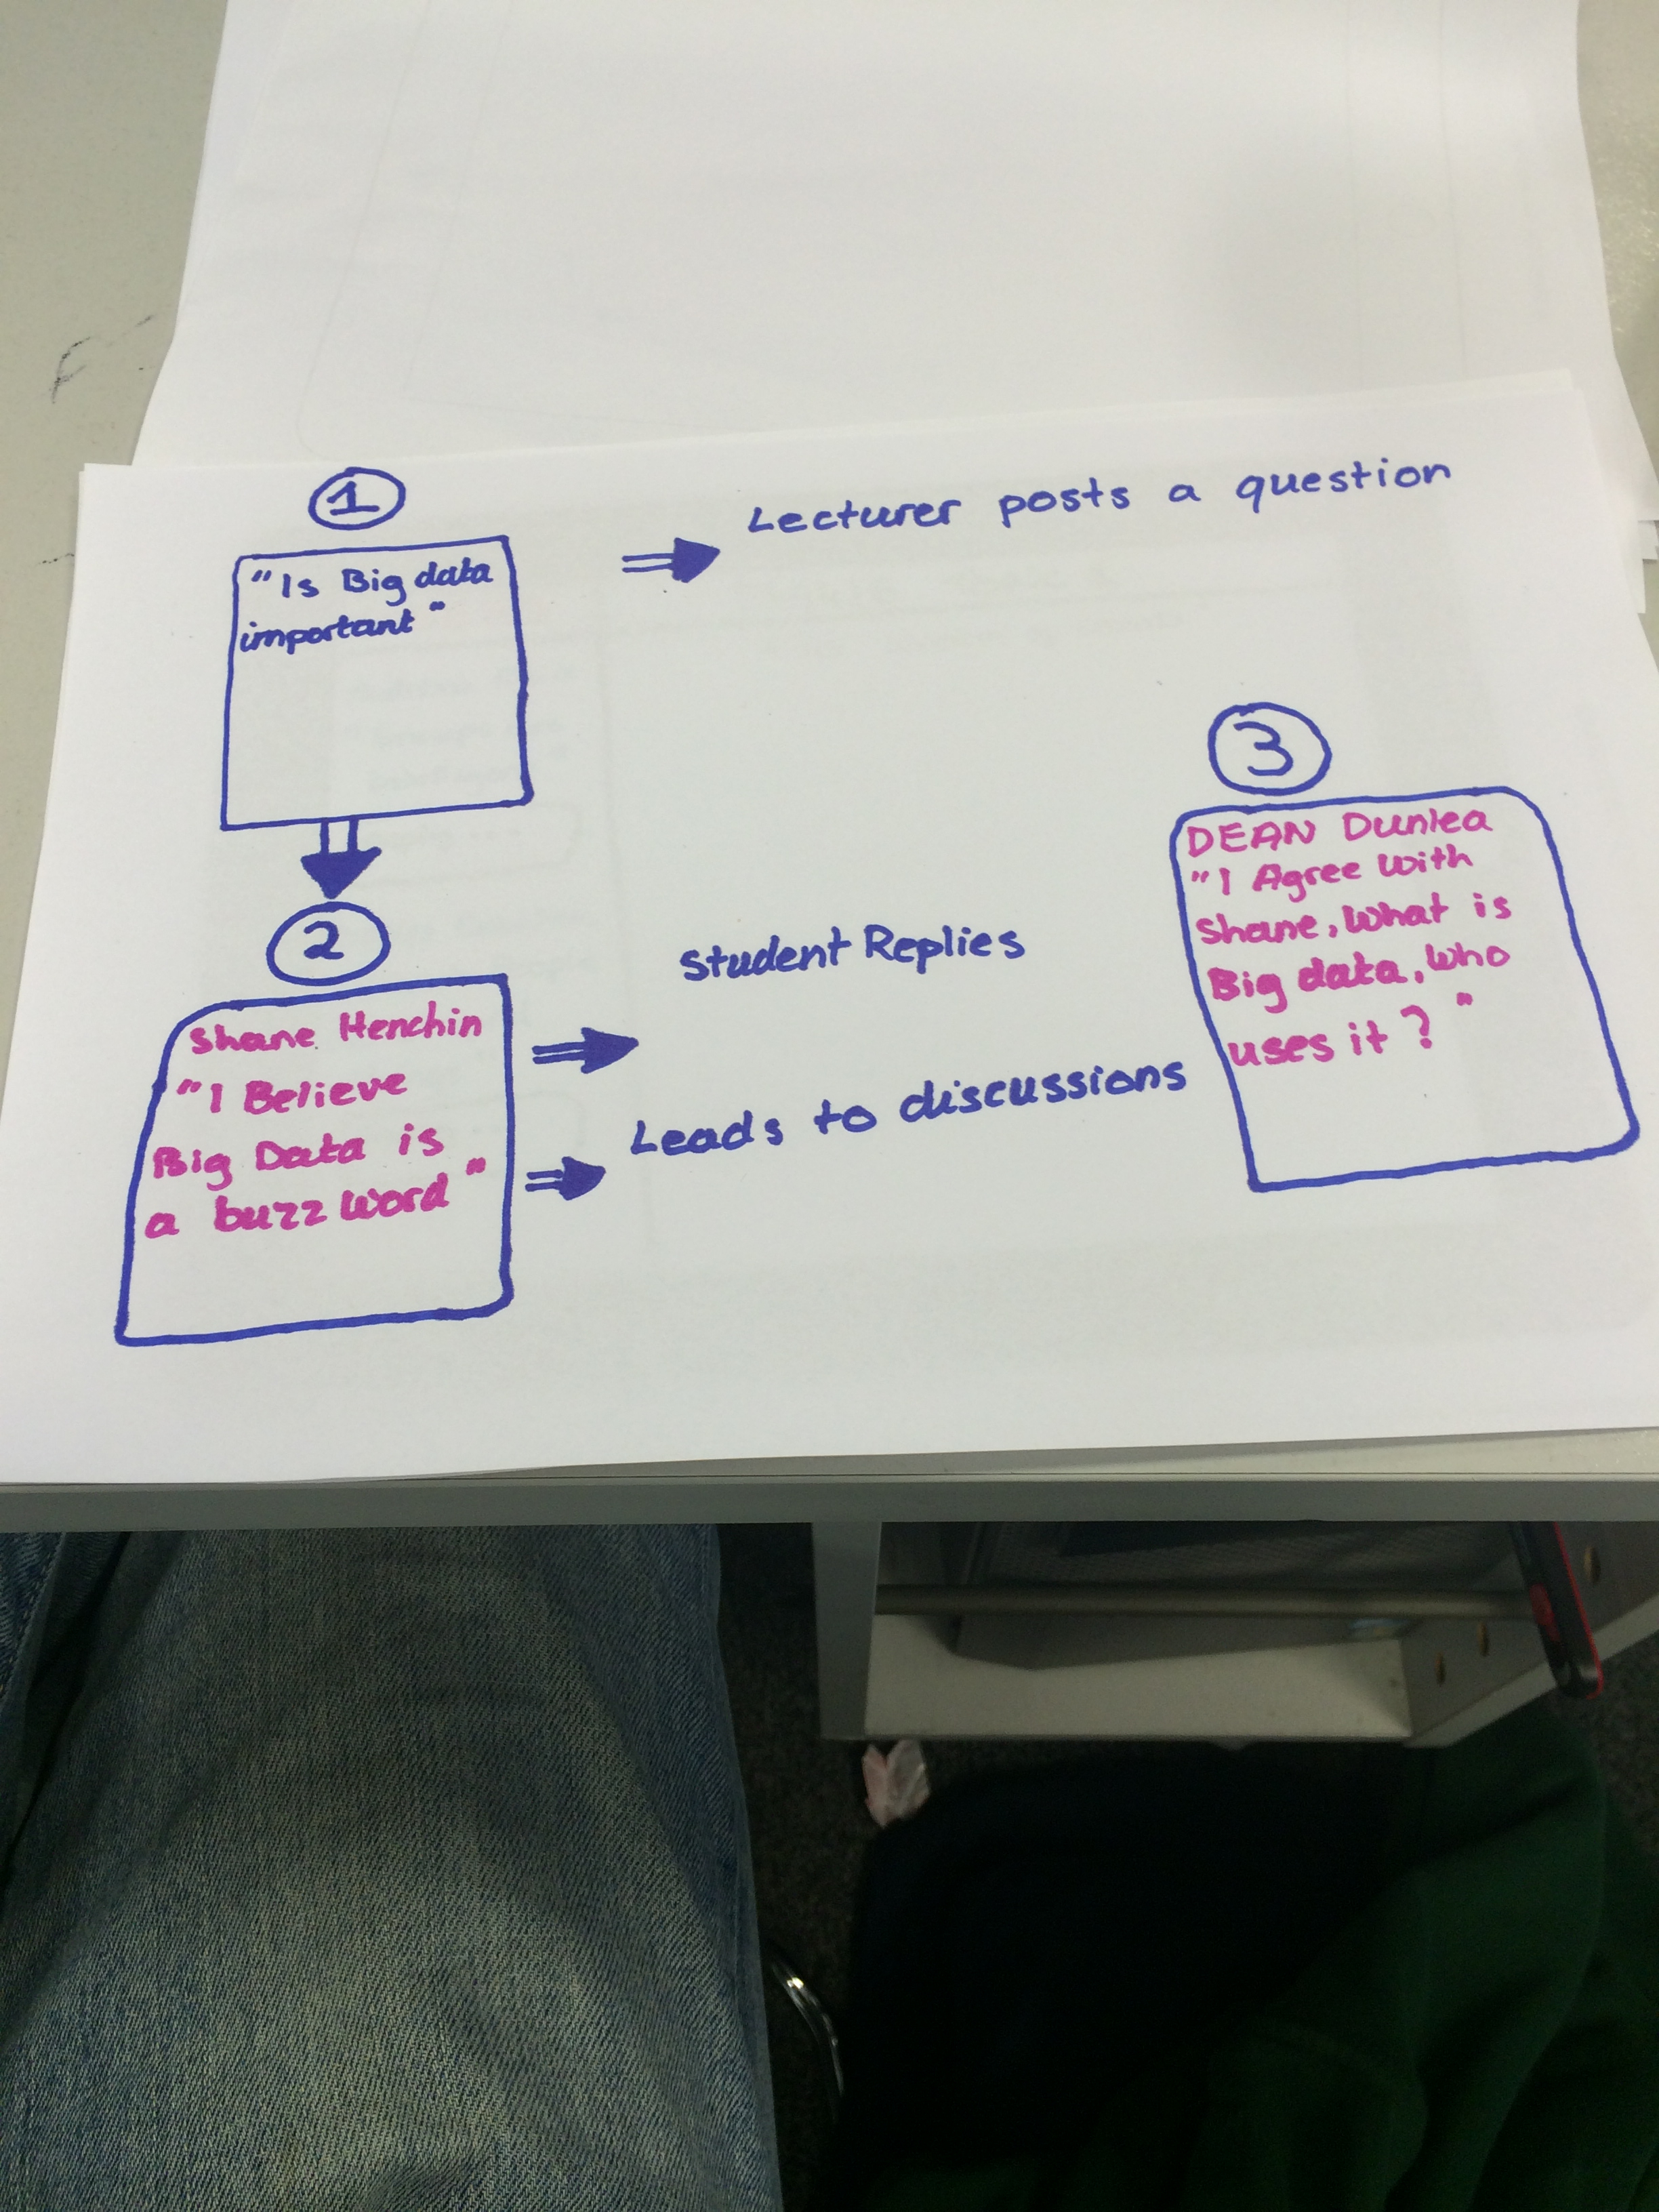 1
Lecturer posts a question
"Is Big data
important"
2
Shane Henchin
"I Believe
Big Data is
a buzz word"
Student Replies
Leads to discussions
3
DEAN Dunlea
"I Agree with
Shane, What is
Big data, Who
uses it?"